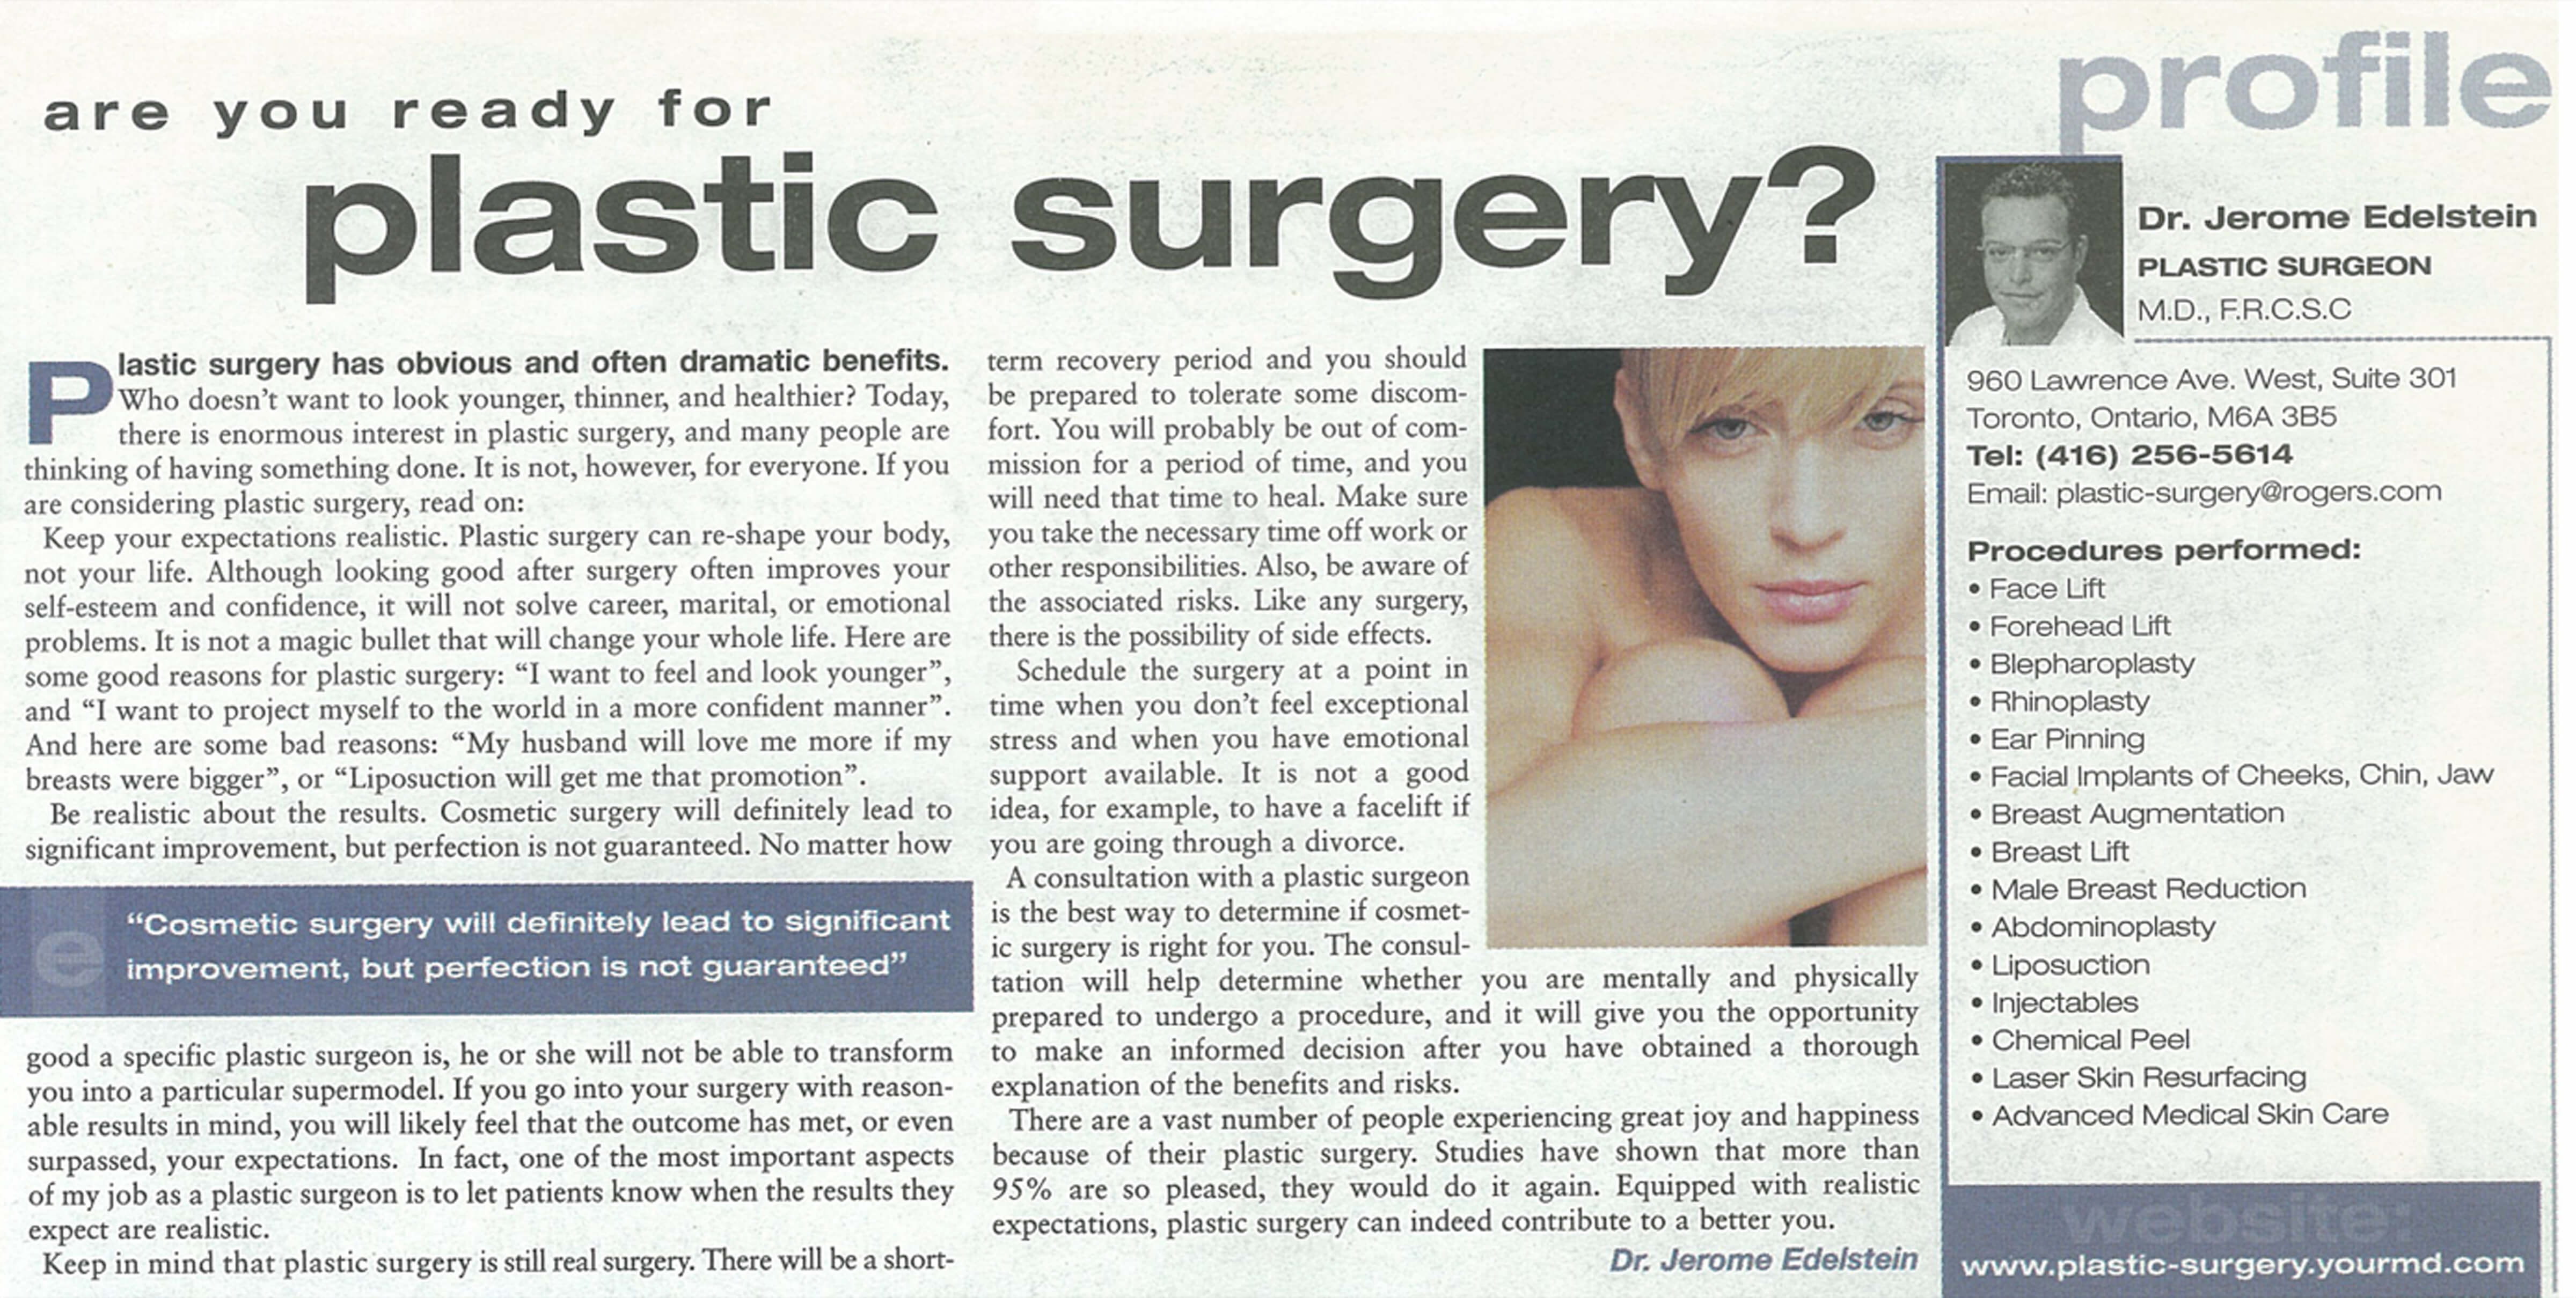 are you ready for
plastic surgery?
Plastic surgery has obvious and often dramatic benefits.
Who doesn't want to look younger, thinner, and healthier? Today,
there is enormous interest in plastic surgery, and many people are
thinking of having something done. It is not, however, for everyone. If you
are considering plastic surgery, read on:
Keep your expectations realistic. Plastic surgery can re-shape your body,
not your life. Although looking good after surgery often improves your
self-esteem and confidence, it will not solve career, marital, or emotional
problems. It is not a magic bullet that will change your whole life. Here are
some good reasons for plastic surgery: “I want to feel and look younger”,
and “I want to project myself to the world in a more confident manner”.
And here are some bad reasons: “My husband will love me more if my
breasts were bigger”, or “Liposuction will get me that promotion”.
Be realistic about the results. Cosmetic surgery will definitely lead to
significant improvement, but perfection is not guaranteed. No matter how
e
“Cosmetic surgery will definitely lead to significant
improvement, but perfection is not guaranteed”
good a specific plastic surgeon is, he or she will not be able to transform
you into a particular supermodel. If you go into your surgery with reason-
able results in mind, you will likely feel that the outcome has met, or even
surpassed, your expectations. In fact, one of the most important aspects
of my job as a plastic surgeon is to let patients know when the results they
expect are realistic.
Keep in mind that plastic surgery is still real surgery. There will be a short-
term recovery period and you should
be prepared to tolerate some discom-
fort. You will probably be out of com-
mission for a period of time, and you
will need that time to heal. Make sure
you take the necessary time off work or
other responsibilities. Also, be aware of
the associated risks. Like any surgery,
there is the possibility of side effects.
Schedule the surgery at a point in
time when you don't feel exceptional
stress and when you have emotional
support available. It is not a good
idea, for example, to have a facelift if
you are going through a divorce.
A consultation with a plastic surgeon
is the best way to determine if cosmet-
ic surgery is right for you. The consul-
tation will help determine whether you are mentally and physically
prepared to undergo a procedure, and it will give you the opportunity
to make an informed decision after you have obtained a thorough
explanation of the benefits and risks.
There are a vast number of people experiencing great joy and happiness
because of their plastic surgery. Studies have shown that more than
95% are so pleased, they would do it again. Equipped with realistic
expectations, plastic surgery can indeed contribute to a better you.
Dr. Jerome Edelstein
profile
Dr. Jerome Edelstein
PLASTIC SURGEON
M.D., F.R.C.S.C
960 Lawrence Ave. West, Suite 301
Toronto, Ontario, M6A 3B5
Tel: (416) 256-5614
Email: plastic-surgery@rogers.com
Procedures performed:
• Face Lift
• Forehead Lift
• Blepharoplasty
• Rhinoplasty
• Ear Pinning
• Facial Implants of Cheeks, Chin, Jaw
• Breast Augmentation
• Breast Lift
• Male Breast Reduction
• Abdominoplasty
• Liposuction
• Injectables
• Chemical Peel
• Laser Skin Resurfacing
• Advanced Medical Skin Care
website:
www.plastic-surgery.yourmd.com